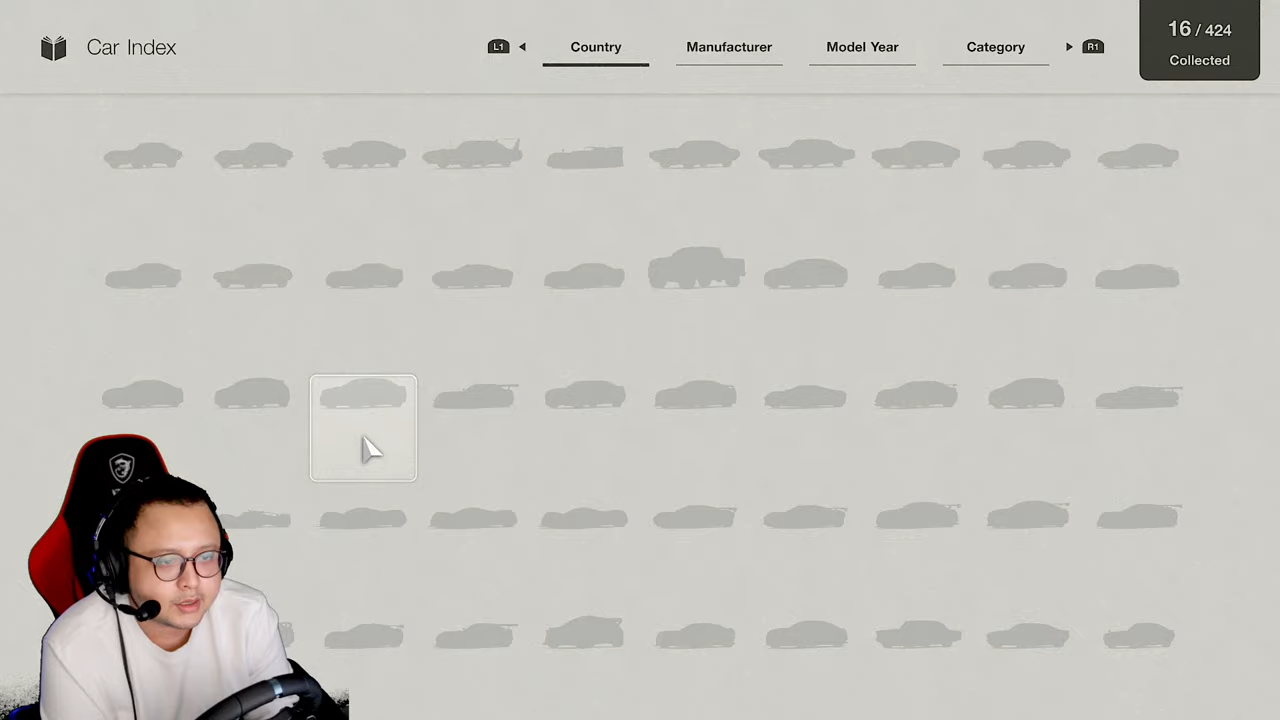 Car Index
L1
Country
Manufacturer
Model Year
Category
R1
16 / 424
Collected